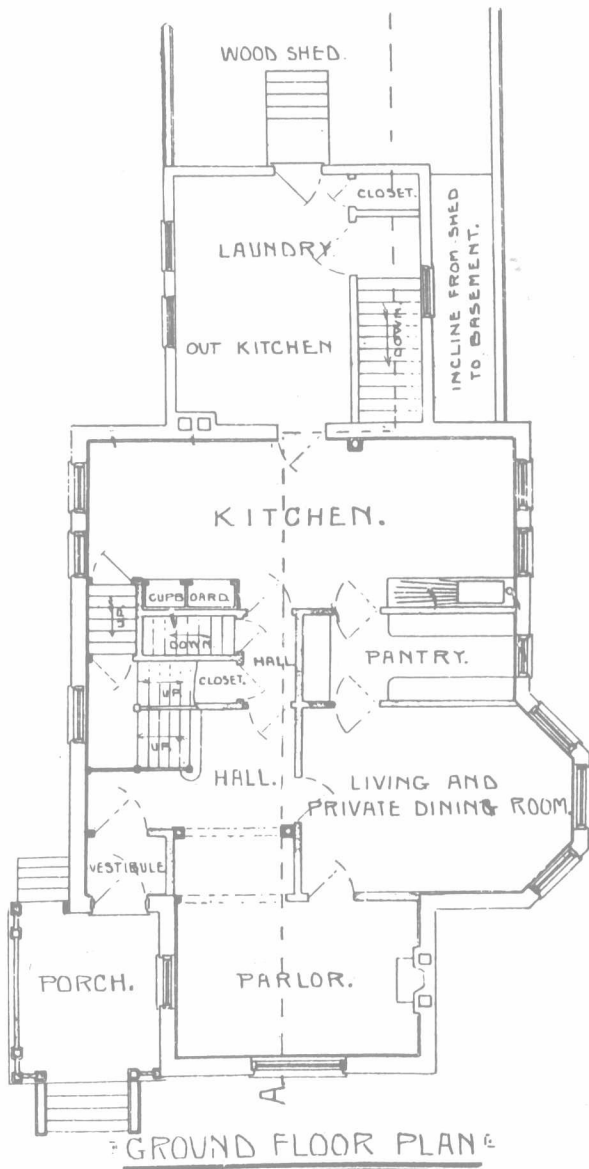 WOOD SHED.
CLOSET.
LAUNDRY
INCLINE FROM SHED
TO BASEMENT.
DOWN.
OUT KITCHEN
KITCHEN.
CUPBOARD.
UP.
DOWN
HALL
PANTRY.
CLOSET.
UP
UP.
HALL.
LIVING AND
PRIVATE DINING ROOM.
VESTIBULE
PORCH.
PARLOR.
A
GROUND FLOOR PLAN